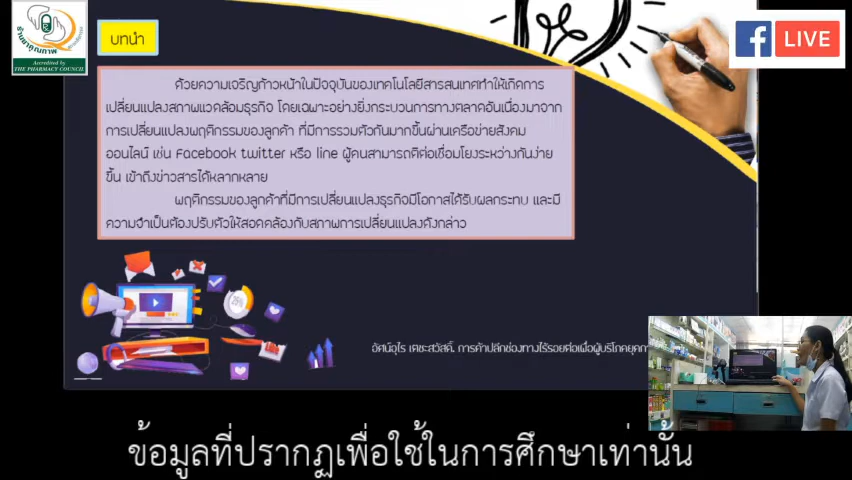 ร้านยาคุณภาพ
Accredited by
THE PHARMACY COUNCIL
บทนำ
LIVE
ด้วยความเจริญก้าวหน้าในปัจจุบันของเทคโนโลยีสารสนเทศทำให้เกิดการ
เปลี่ยนแปลงสภาพแวดล้อมธุรกิจ โดยเฉพาะอย่างยิ่งกระบวนการทางตลาดอันเนื่องมาจาก
การเปลี่ยนแปลงพฤติกรรมของลูกค้า ที่มีการรวมตัวกันมากขึ้นผ่านเครือข่ายสังคม
ออนไลน์ เช่น Facebook twitter หรือ line ผู้คนสามารถติต่อเชื่อมโยงระหว่างกันง่าย
ขึ้น เข้าถึงข่าวสารได้หลากหลาย
พฤติกรรมของลูกค้าที่มีการเปลี่ยนแปลงธุรกิจมีโอกาสได้รับผลกระทบ และมี
ความจำเป็นต้องปรับตัวให้สอดคล้องกับสภาพการเปลี่ยนแปลงดังกล่าว
25%
อัศน์อุไร เตชะสวัสดิ์. การค้าปลีกช่องทางไร้รอยต่อเพื่อผู้บริโภคยุค
ข้อมูลที่ปรากฏเพื่อใช้ในการศึกษาเท่านั้น